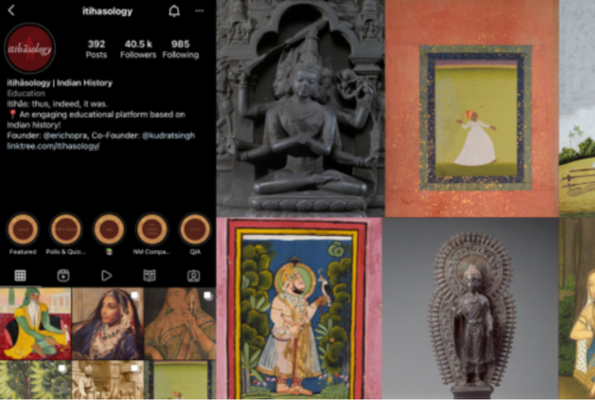 itihasology
itihāsology
392
40.5 k
985
Posts
Followers
Following
itihāsology | Indian History
Education
itihās: thus, indeed, it was.
📍 An engaging educational platform based on
Indian history!
Founder: @erichopra, Co-Founder: @kudratsingh
linktree.com/itihasology/
Featured
Polls & Quiz...
📚
NM Compa...
Q/A